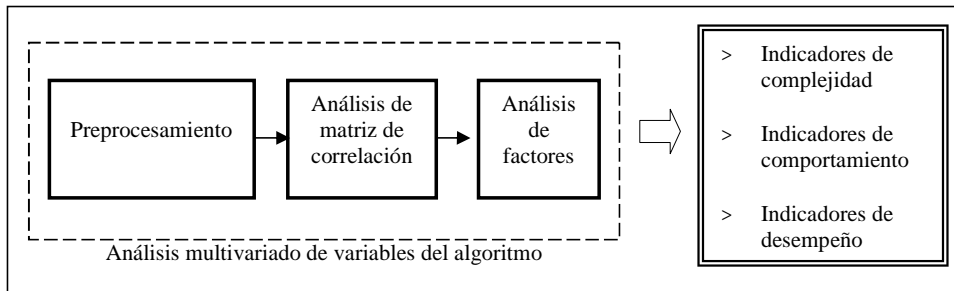 Preprocesamiento
Análisis de
matriz de
correlación
Análisis
de
factores
Análisis multivariado de variables del algoritmo
> Indicadores de
complejidad
> Indicadores de
comportamiento
> Indicadores de
desempeño